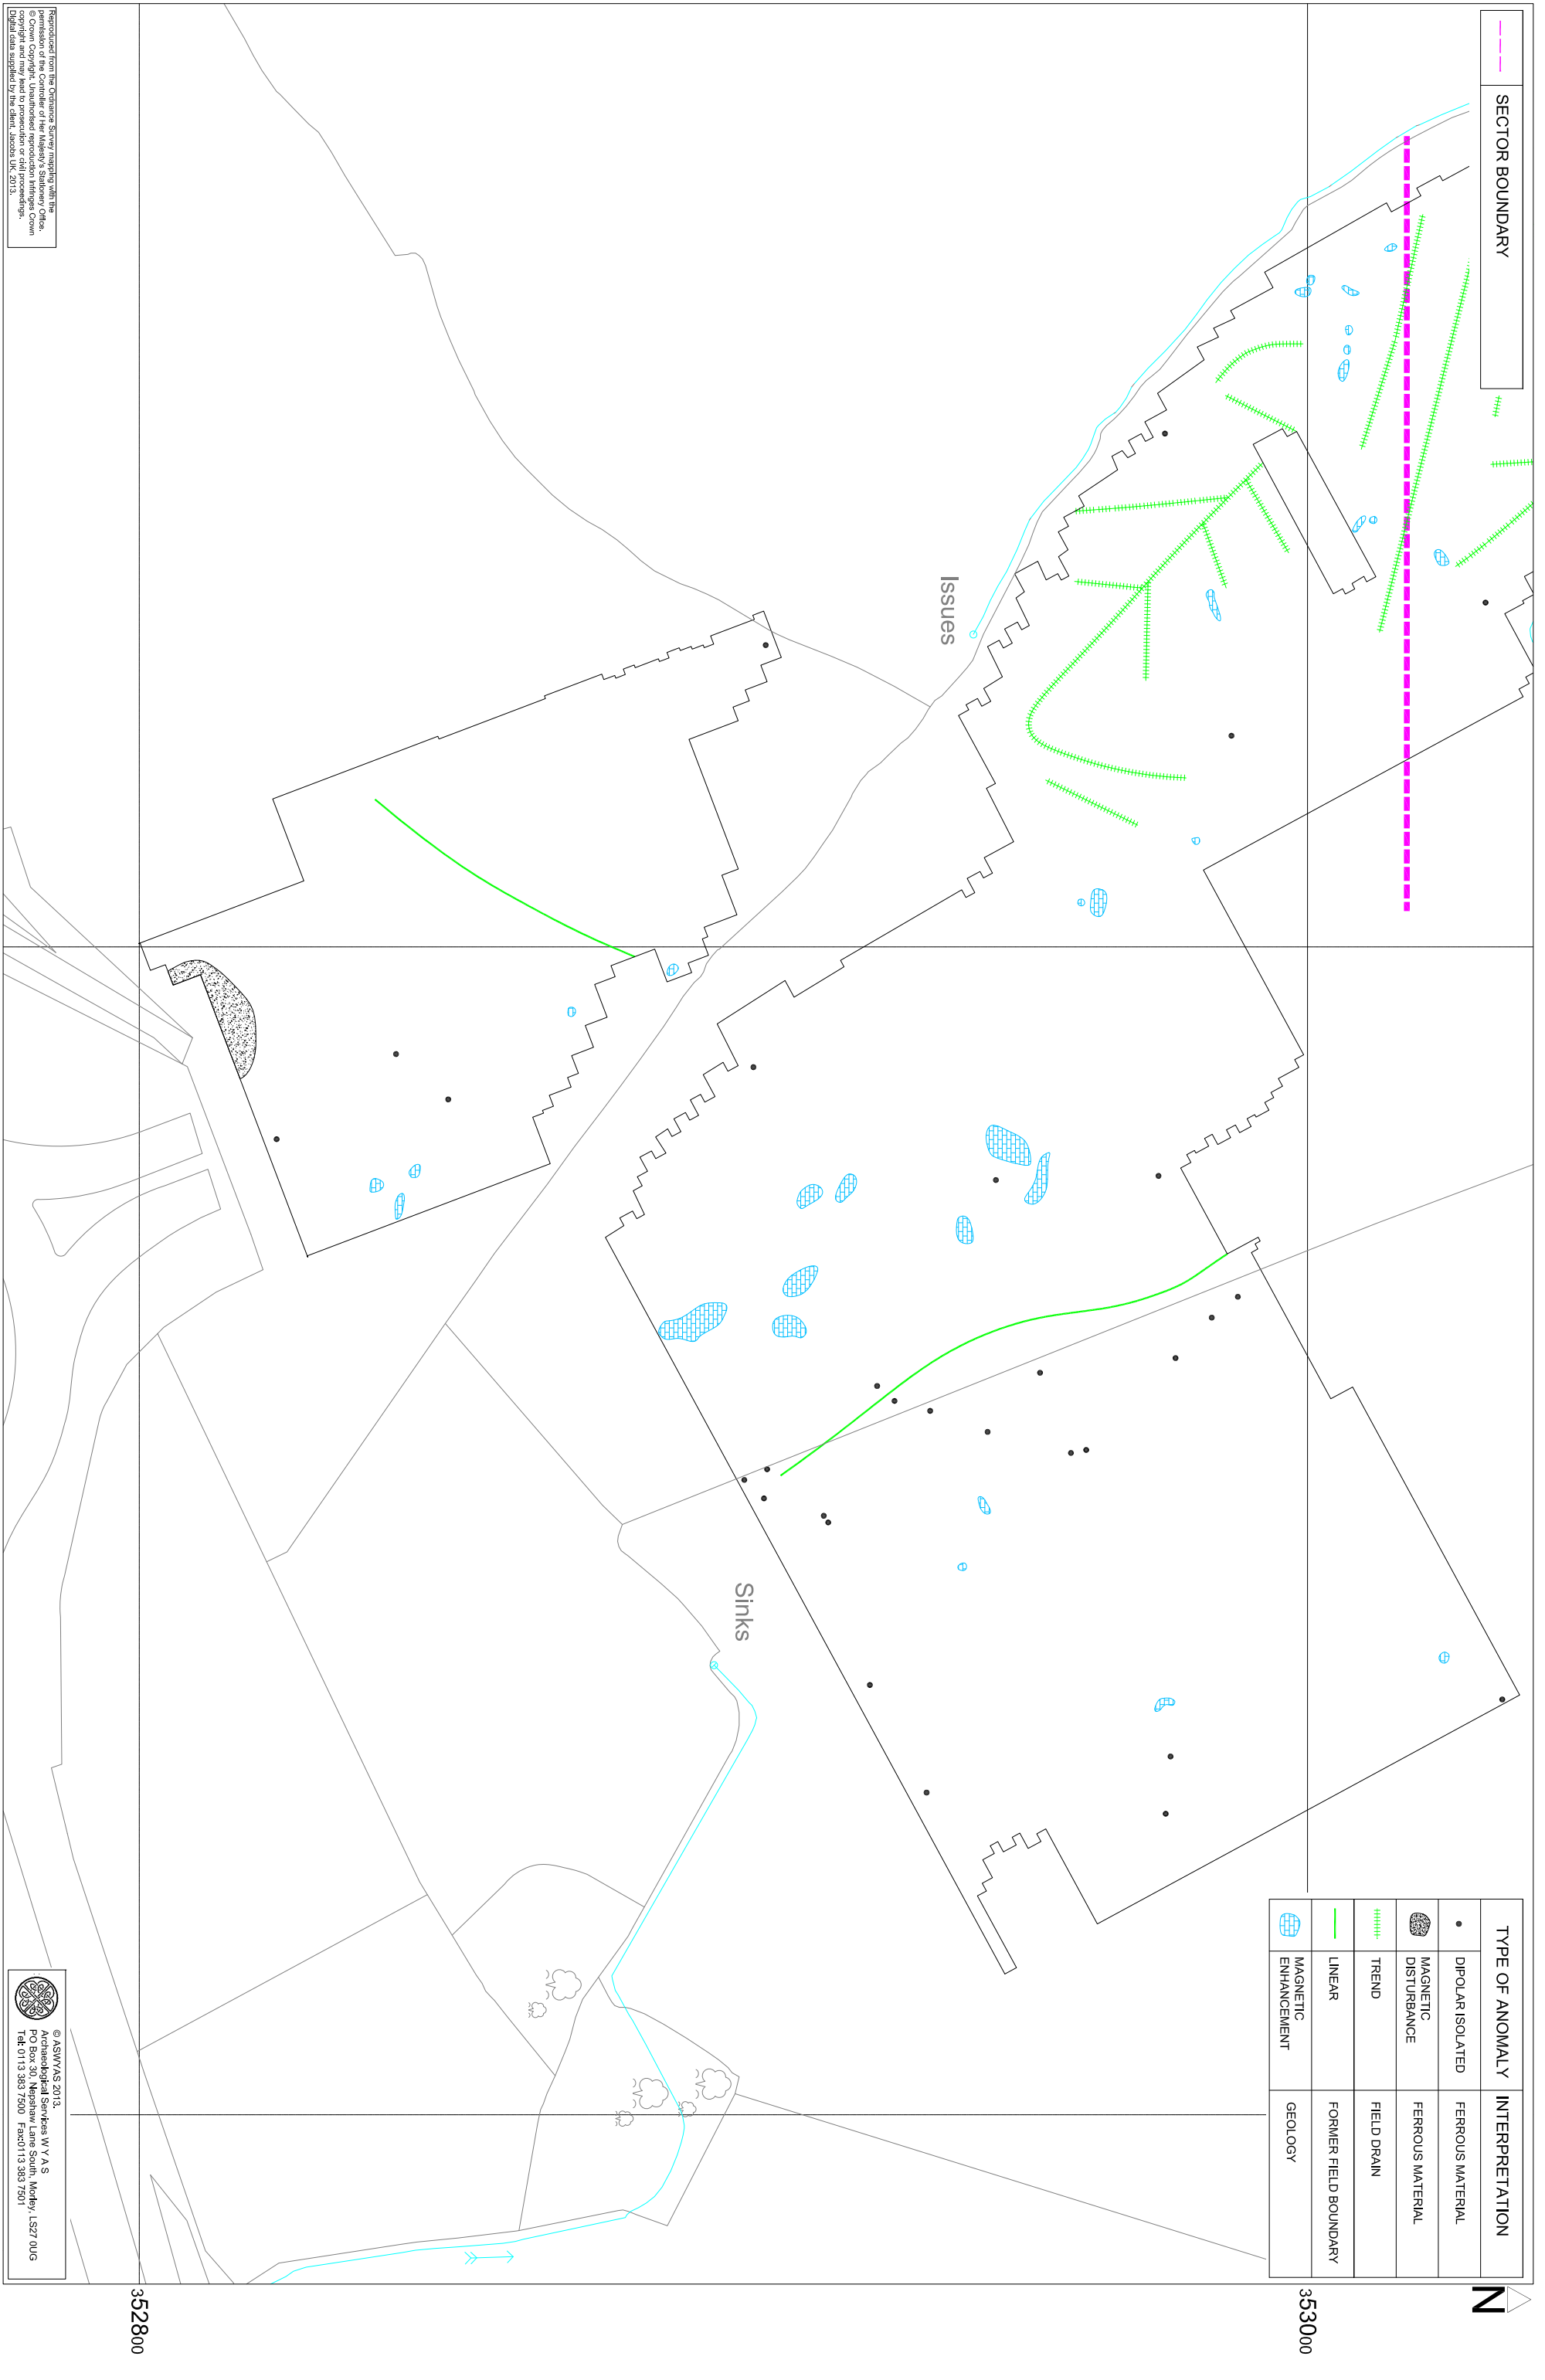 SECTOR BOUNDARY
Issues
Sinks
TYPE OF ANOMALY INTERPRETATION
DIPOLAR ISOLATED FERROUS MATERIAL
MAGNETIC
DISTURBANCE FERROUS MATERIAL
TREND FIELD DRAIN
LINEAR FORMER FIELD BOUNDARY
MAGNETIC
ENHANCEMENT GEOLOGY
N
353000
352800
Reproduced from the Ordnance Survey mapping with the
permission of the Controller of Her Majesty's Stationery Office.
© Crown Copyright. Unauthorised reproduction infringes Crown
copyright and may lead to prosecution or civil proceedings.
Digital data supplied by the client, Jacobs UK, 2013.
© ASWYAS 2013.
Archaeological Services W Y A S
PO Box 30, Nepshaw Lane South, Morley, LS27 0UG
Tel: 0113 383 7500 Fax:0113 383 7501